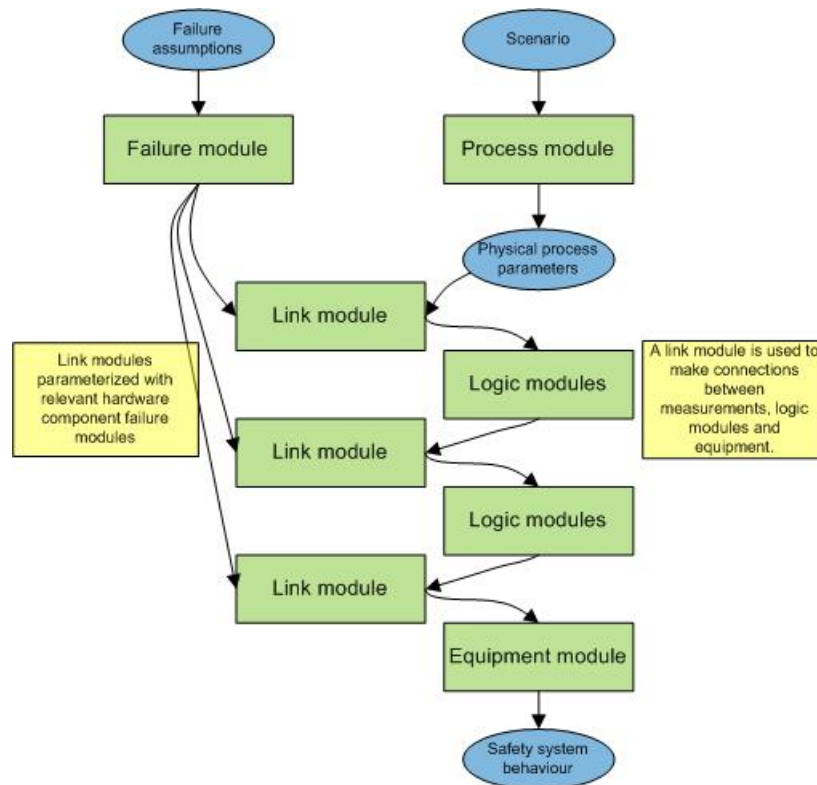 Failure
assumptions
Scenario
Failure module
Process module
Physical process
parameters
Link module
Link modules
parameterized with
relevant hardware
component failure
modules
Logic modules
A link module is used to
make connections
between
measurements, logic
modules and
equipment.
Link module
Logic modules
Link module
Equipment module
Safety system
behaviour